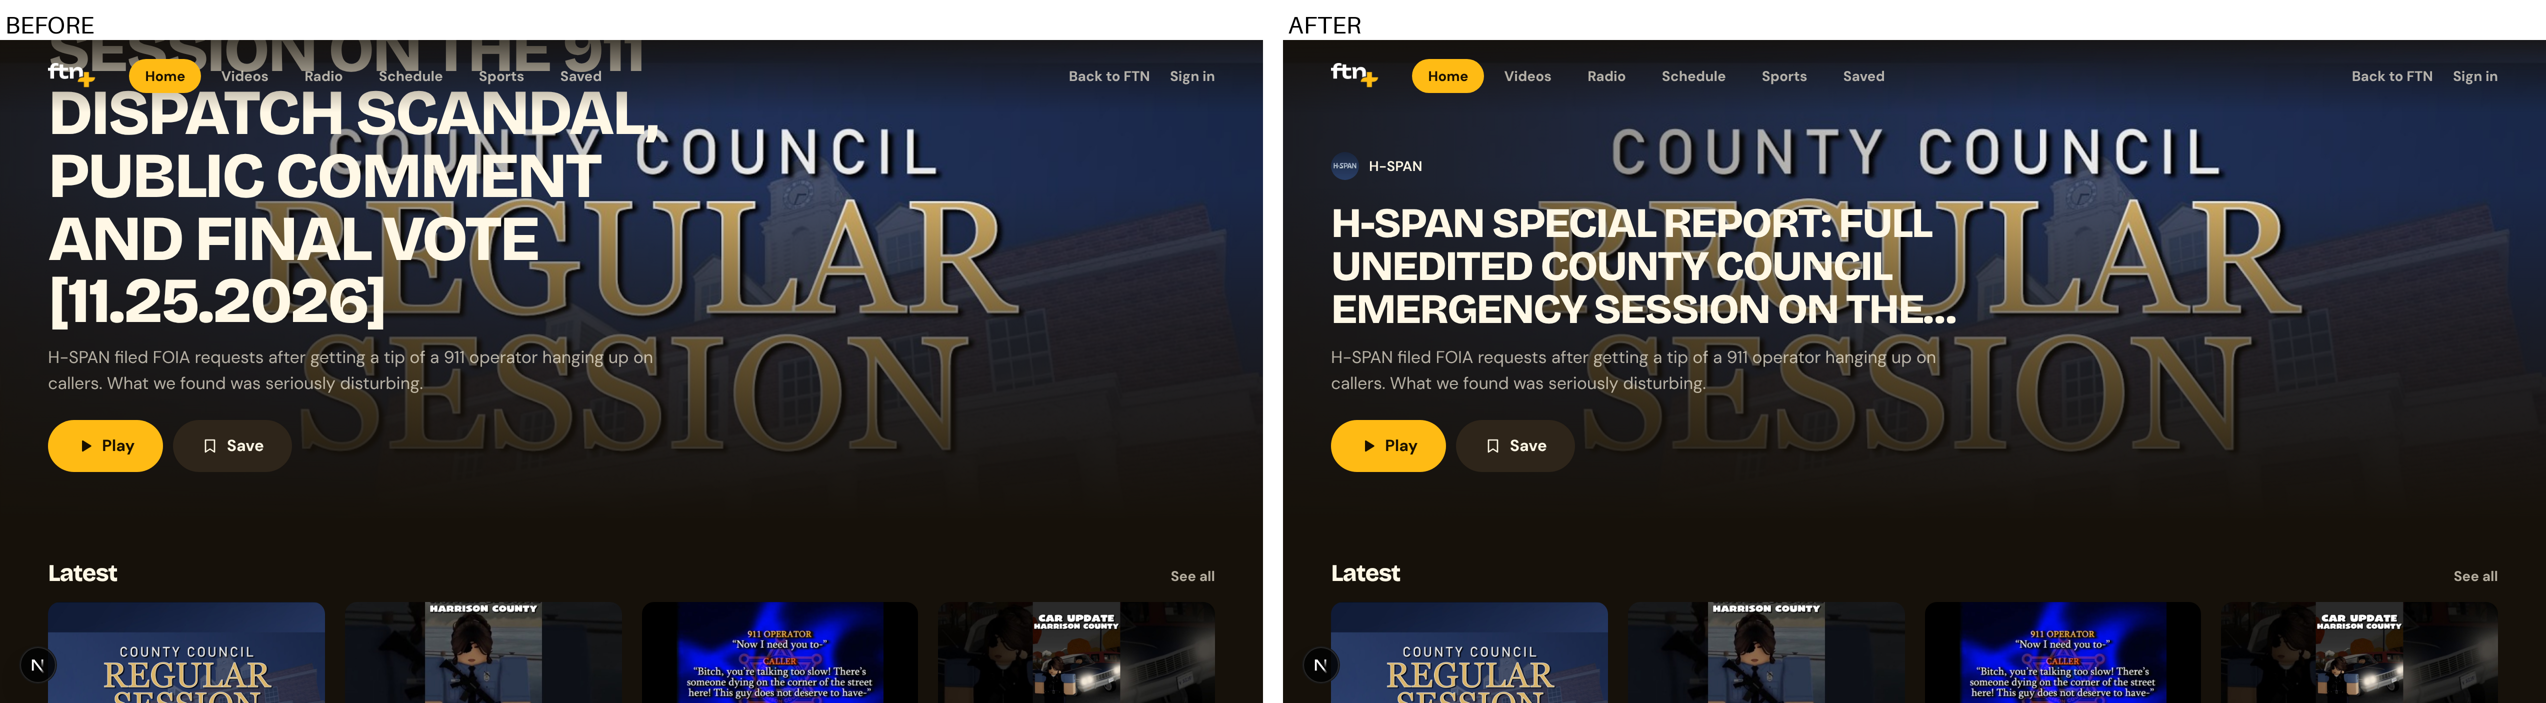 BEFORE
SESSION ON THE 911
ftn+
Home
Videos
Radio
Schedule
Sports
Saved
Back to FTN
Sign in
DISPATCH SCANDAL,
PUBLIC COMMENT
AND FINAL VOTE
[11.25.2026]
COUNTY COUNCIL
REGULAR
SESSION
H-SPAN filed FOIA requests after getting a tip of a 911 operator hanging up on
callers. What we found was seriously disturbing.
Play
Save
Latest
See all
COUNTY COUNCIL
REGULAR
SESSION
HARRISON COUNTY
911 OPERATOR
“Now I need you to-”
CALLER
“Bitch, you're talking too slow! There's
someone dying on the corner of the street
here! This guy does not deserve to have-”
CAR UPDATE
HARRISON COUNTY
N
AFTER
ftn+
Home
Videos
Radio
Schedule
Sports
Saved
Back to FTN
Sign in
COUNTY COUNCIL
REGULAR
SESSION
H-SPAN
H-SPAN
H-SPAN SPECIAL REPORT: FULL
UNEDITED COUNTY COUNCIL
EMERGENCY SESSION ON THE...
H-SPAN filed FOIA requests after getting a tip of a 911 operator hanging up on
callers. What we found was seriously disturbing.
Play
Save
Latest
See all
COUNTY COUNCIL
REGULAR
SESSION
HARRISON COUNTY
911 OPERATOR
“Now I need you to-”
CALLER
“Bitch, you're talking too slow! There's
someone dying on the corner of the street
here! This guy does not deserve to have-”
CAR UPDATE
HARRISON COUNTY
N